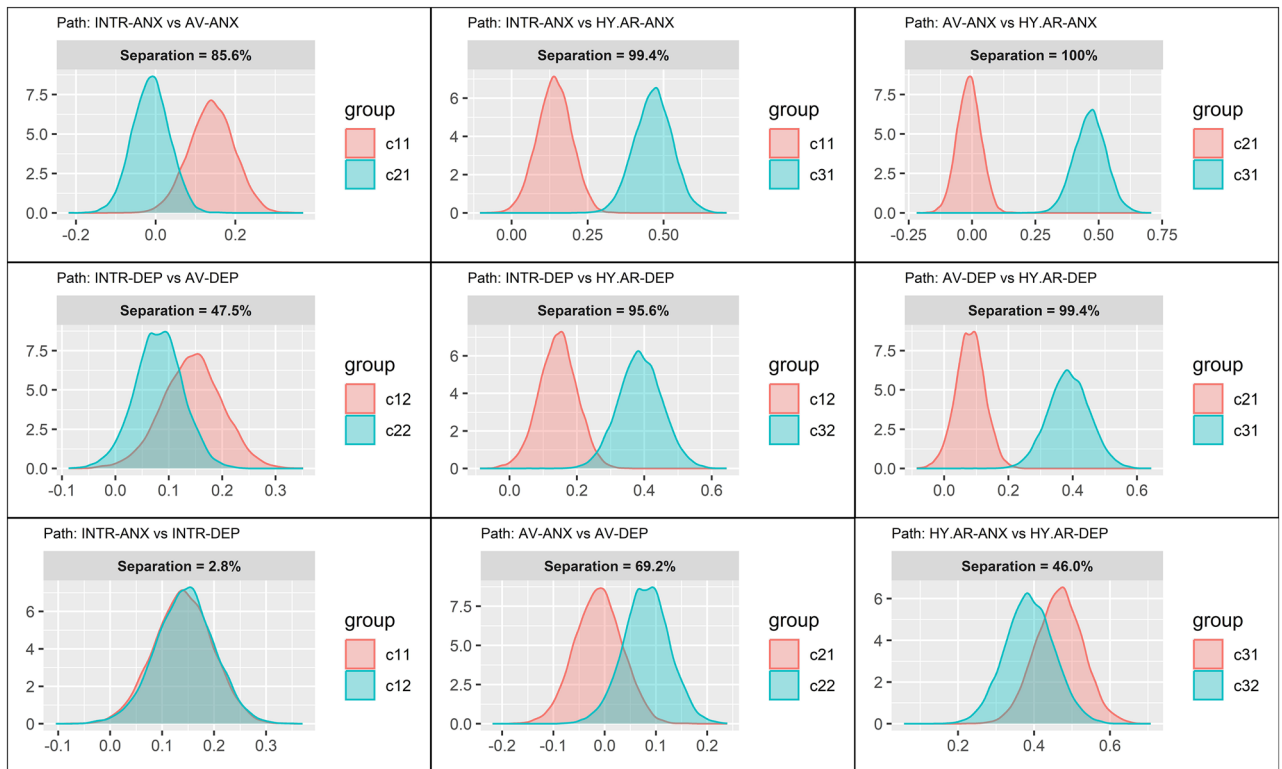 Path: INTR-ANX vs AV-ANX
Separation = 85.6%
7.5
5.0
2.5
0.0
-0.2 0.0 0.2
group
c11
c21
Path: INTR-ANX vs HY.AR-ANX
Separation = 99.4%
6
4
2
0
0.00 0.25 0.50
group
c11
c31
Path: AV-ANX vs HY.AR-ANX
Separation = 100%
7.5
5.0
2.5
0.0
-0.25 0.00 0.25 0.50 0.75
group
c21
c31
Path: INTR-DEP vs AV-DEP
Separation = 47.5%
7.5
5.0
2.5
0.0
-0.1 0.0 0.1 0.2 0.3
group
c12
c22
Path: INTR-DEP vs HY.AR-DEP
Separation = 95.6%
6
4
2
0
0.0 0.2 0.4 0.6
group
c12
c32
Path: AV-DEP vs HY.AR-DEP
Separation = 99.4%
7.5
5.0
2.5
0.0
0.0 0.2 0.4 0.6
group
c21
c31
Path: INTR-ANX vs INTR-DEP
Separation = 2.8%
6
4
2
0
-0.1 0.0 0.1 0.2 0.3
group
c11
c12
Path: AV-ANX vs AV-DEP
Separation = 69.2%
7.5
5.0
2.5
0.0
-0.2 -0.1 0.0 0.1 0.2
group
c21
c22
Path: HY.AR-ANX vs HY.AR-DEP
Separation = 46.0%
6
4
2
0
0.2 0.4 0.6
group
c31
c32